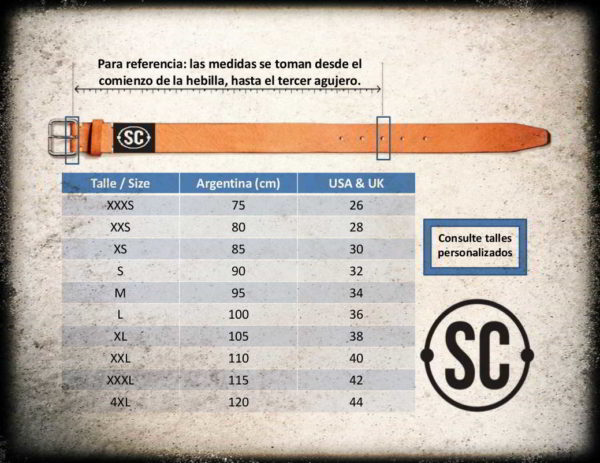 Para referencia: las medidas se toman desde el
comienzo de la hebilla, hasta el tercer agujero.
SC
Talle / Size Argentina (cm) USA & UK
XXXS 75 26
XXS 80 28
XS 85 30
S 90 32
M 95 34
L 100 36
XL 105 38
XXL 110 40
XXXL 115 42
4XL 120 44
Consulte talles
personalizados
SC